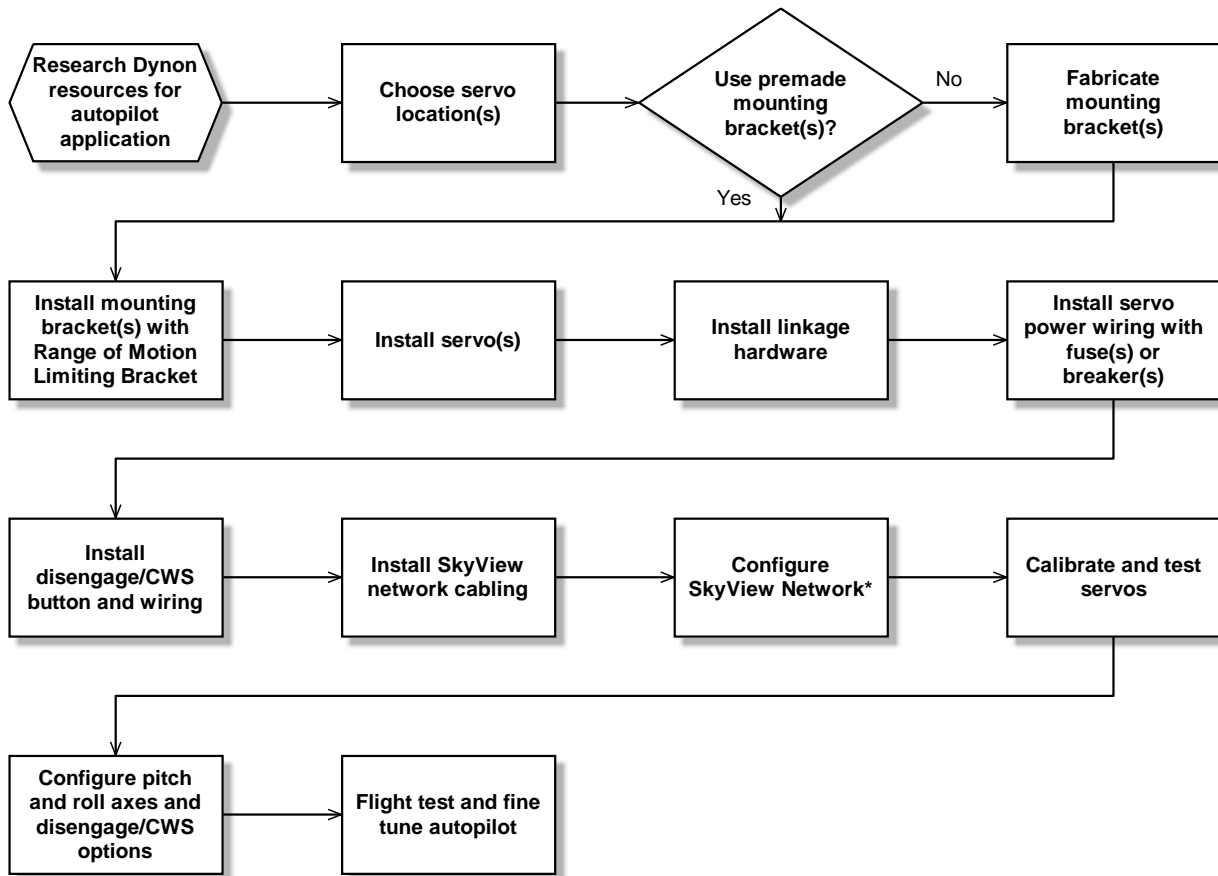 Research Dynon
resources for
autopilot
application
Choose servo
location(s)
Use premade
mounting
bracket(s)?
No
Fabricate
mounting
bracket(s)
Yes
Install mounting
bracket(s) with
Range of Motion
Limiting Bracket
Install servo(s)
Install linkage
hardware
Install servo
power wiring with
fuse(s) or
breaker(s)
Install
disengage/CWS
button and wiring
Install SkyView
network cabling
Configure
SkyView Network*
Calibrate and test
servos
Configure pitch
and roll axes and
disengage/CWS
options
Flight test and fine
tune autopilot